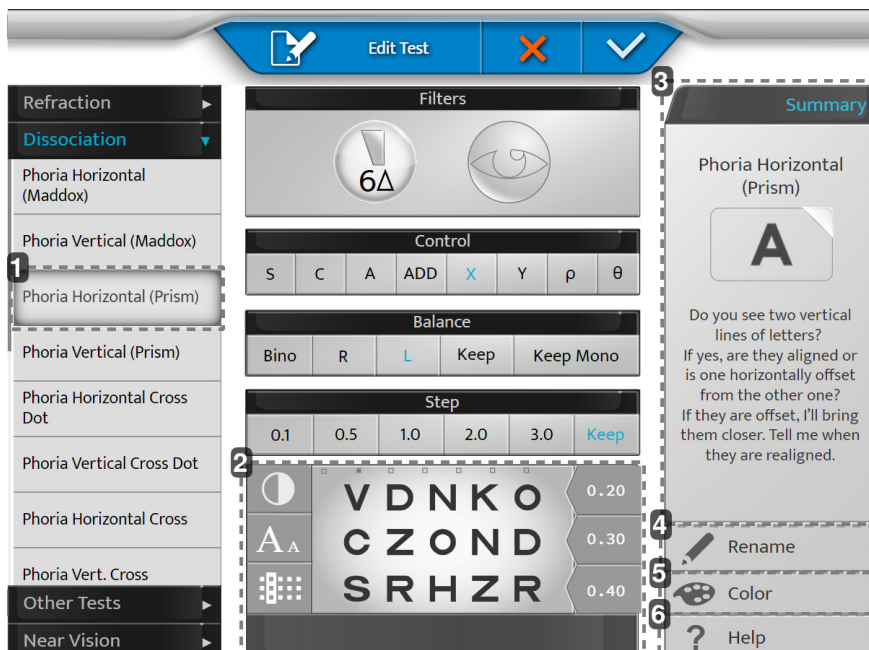 Edit Test
3
Refraction
Dissociation
Phoria Horizontal
(Maddox)
Phoria Vertical (Maddox)
1
Phoria Horizontal (Prism)
Phoria Vertical (Prism)
Phoria Horizontal Cross
Dot
Phoria Vertical Cross Dot
Phoria Horizontal Cross
Phoria Vert. Cross
Other Tests
Near Vision
Filters
6Δ
Control
S C A ADD X Y ρ θ
Balance
Bino R L Keep Keep Mono
Step
0.1 0.5 1.0 2.0 3.0 Keep
2
V D N K O 0.20
A A C Z O N D 0.30
S R H Z R 0.40
Summary
Phoria Horizontal
(Prism)
A
Do you see two vertical
lines of letters?
If yes, are they aligned or
is one horizontally offset
from the other one?
If they are offset, I'll bring
them closer. Tell me when
they are realigned.
4
Rename
5
Color
6
? Help